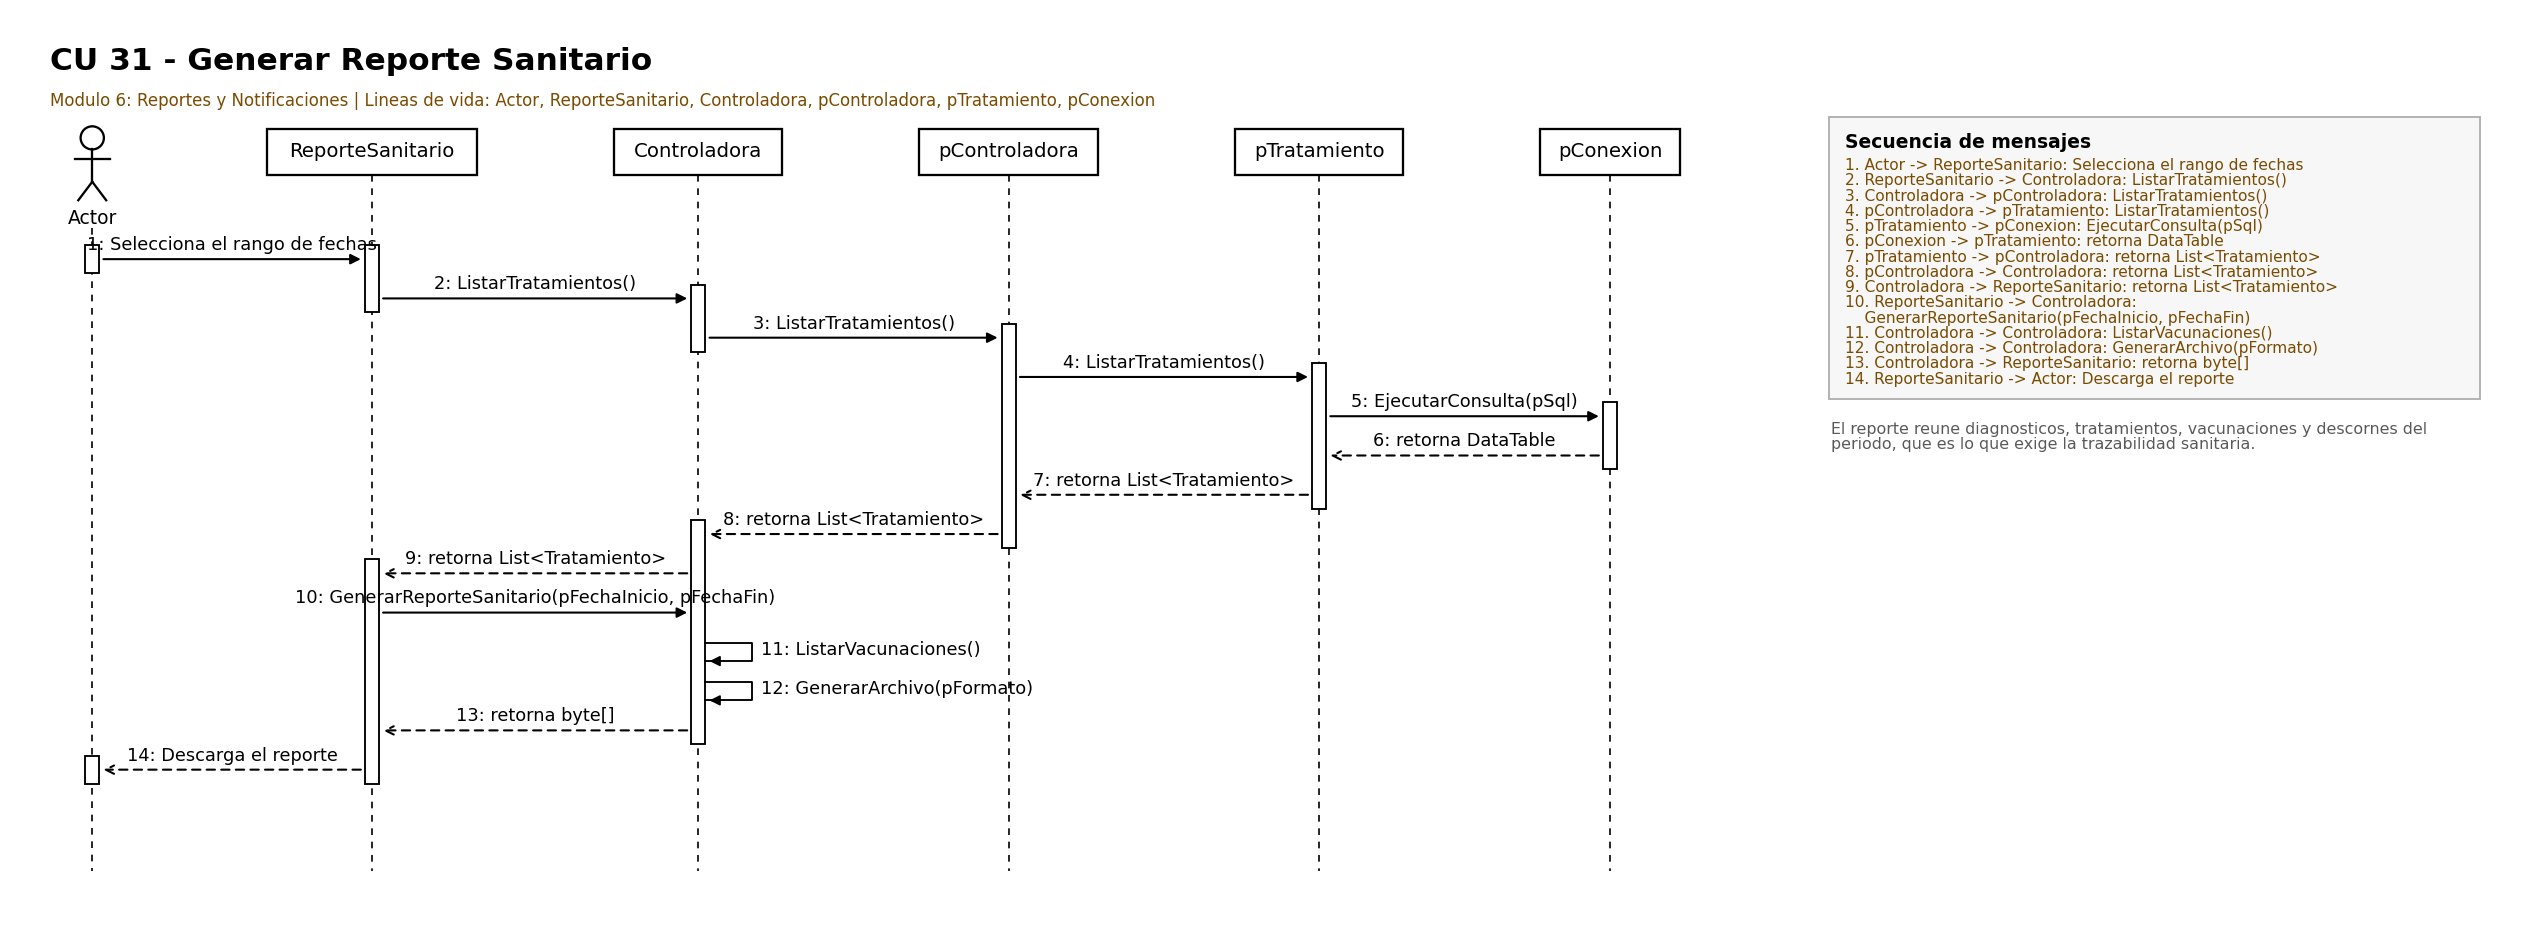 CU 31 - Generar Reporte Sanitario
Modulo 6: Reportes y Notificaciones | Lineas de vida: Actor, ReporteSanitario, Controladora, pControladora, pTratamiento, pConexion
Actor
ReporteSanitario
Controladora
pControladora
pTratamiento
pConexion
1: Selecciona el rango de fechas
2: ListarTratamientos()
3: ListarTratamientos()
4: ListarTratamientos()
5: EjecutarConsulta(pSql)
6: retorna DataTable
7: retorna List<Tratamiento>
8: retorna List<Tratamiento>
9: retorna List<Tratamiento>
10: GenerarReporteSanitario(pFechaInicio, pFechaFin)
11: ListarVacunaciones()
12: GenerarArchivo(pFormato)
13: retorna byte[]
14: Descarga el reporte
Secuencia de mensajes
1. Actor -> ReporteSanitario: Selecciona el rango de fechas
2. ReporteSanitario -> Controladora: ListarTratamientos()
3. Controladora -> pControladora: ListarTratamientos()
4. pControladora -> pTratamiento: ListarTratamientos()
5. pTratamiento -> pConexion: EjecutarConsulta(pSql)
6. pConexion -> pTratamiento: retorna DataTable
7. pTratamiento -> pControladora: retorna List<Tratamiento>
8. pControladora -> Controladora: retorna List<Tratamiento>
9. Controladora -> ReporteSanitario: retorna List<Tratamiento>
10. ReporteSanitario -> Controladora:
GenerarReporteSanitario(pFechaInicio, pFechaFin)
11. Controladora -> Controladora: ListarVacunaciones()
12. Controladora -> Controladora: GenerarArchivo(pFormato)
13. Controladora -> ReporteSanitario: retorna byte[]
14. ReporteSanitario -> Actor: Descarga el reporte
El reporte reune diagnosticos, tratamientos, vacunaciones y descornes del
periodo, que es lo que exige la trazabilidad sanitaria.